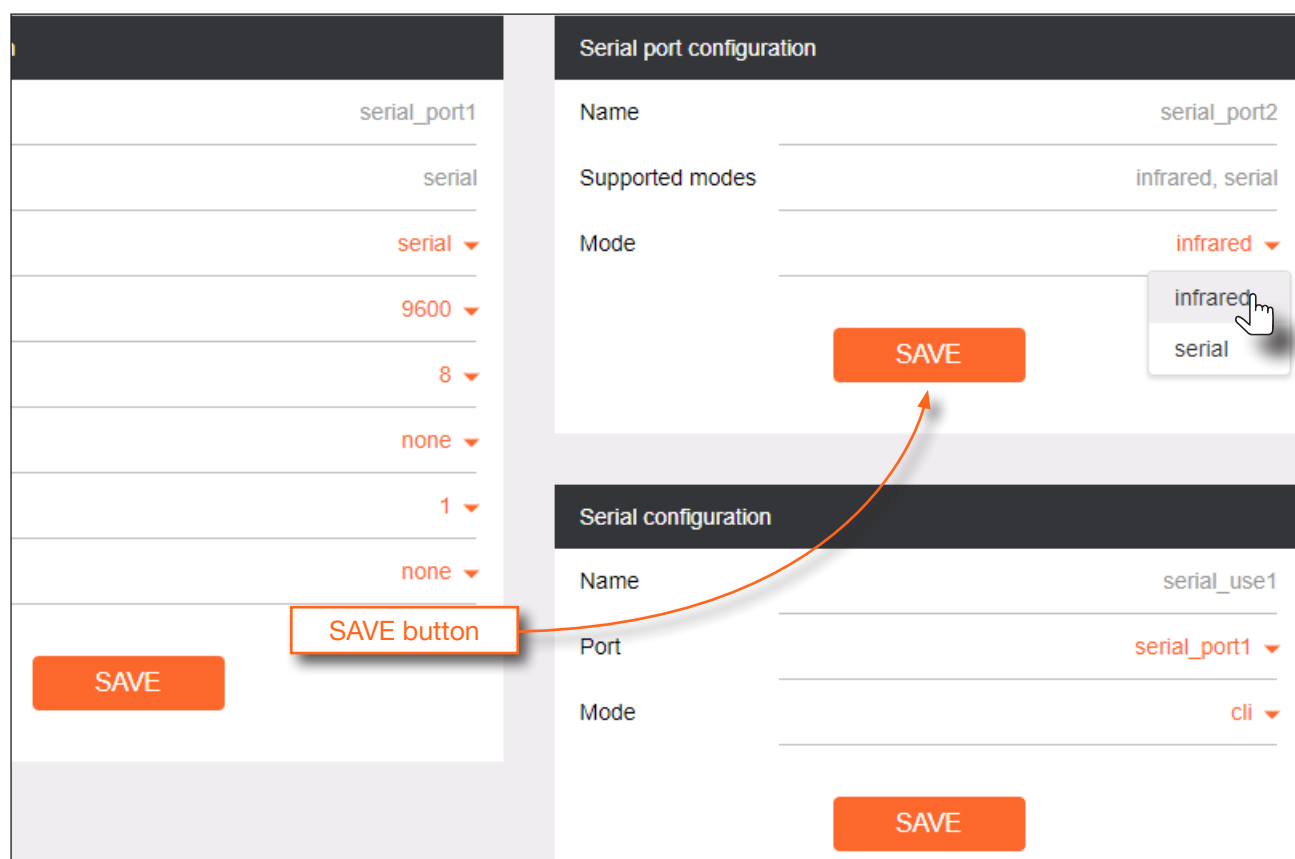 serial_port1
serial
serial
9600
8
none
1
none
SAVE
Serial port configuration
Name serial_port2
Supported modes infrared, serial
Mode infrared
infrared
serial
SAVE
SAVE button
Serial configuration
Name serial_use1
Port serial_port1
Mode cli
SAVE